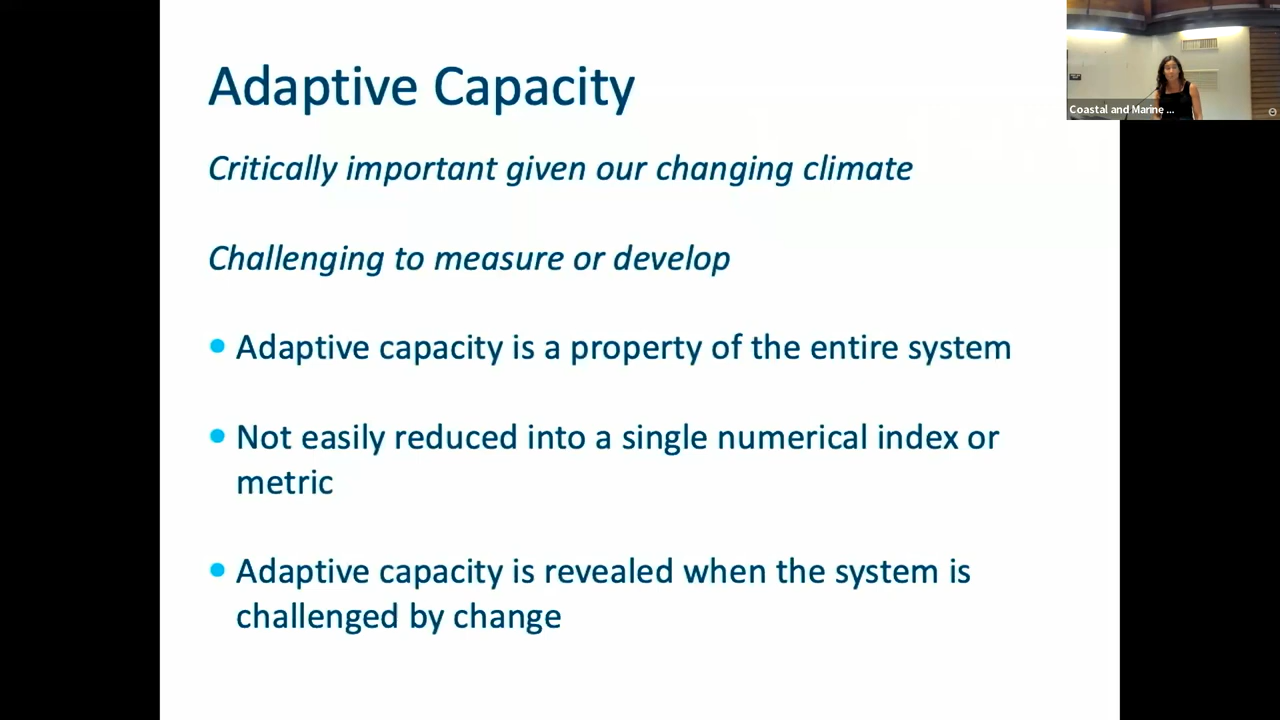 Adaptive Capacity
Critically important given our changing climate
Challenging to measure or develop
• Adaptive capacity is a property of the entire system
• Not easily reduced into a single numerical index or
metric
• Adaptive capacity is revealed when the system is
challenged by change
Coastal and Marine ...